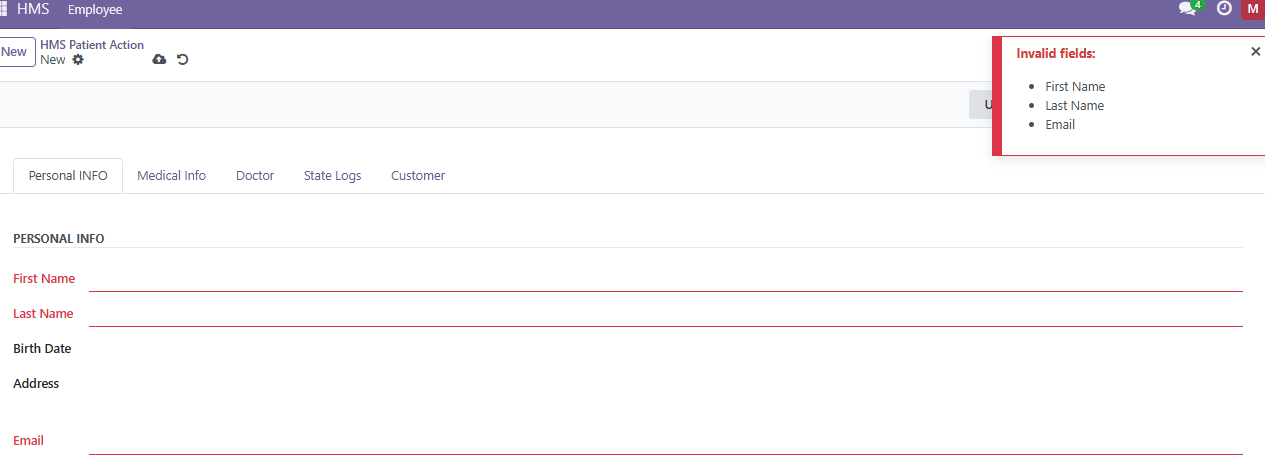 HMS Employee 4 M
New HMS Patient Action
New
Invalid fields:
First Name
Last Name
Email
U
Personal INFO Medical Info Doctor State Logs Customer
PERSONAL INFO
First Name
Last Name
Birth Date
Address
Email